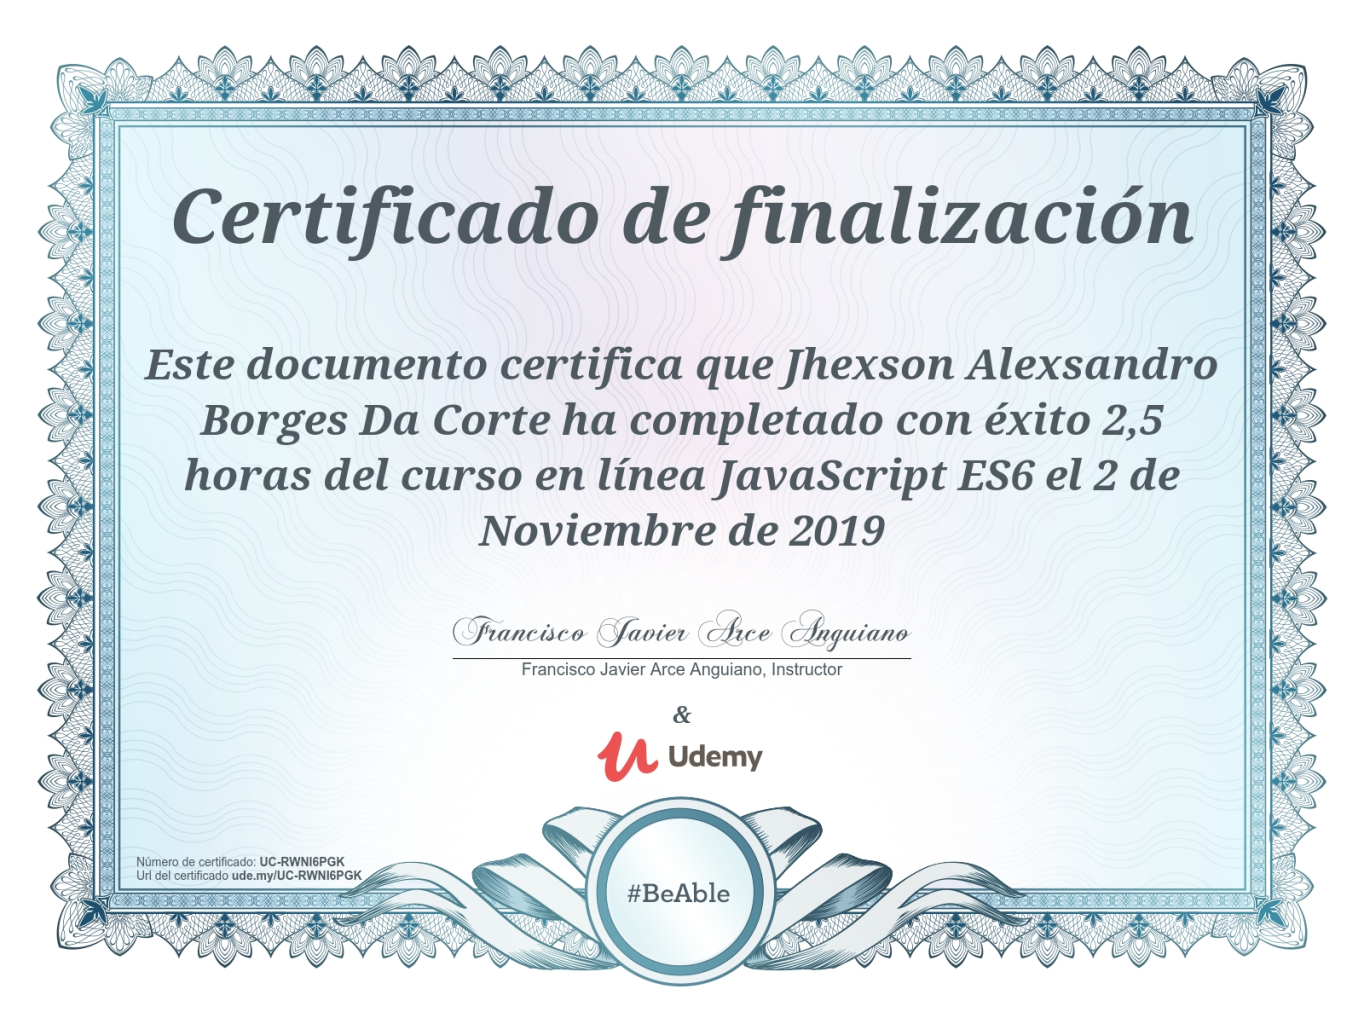 Certificado de finalización
Este documento certifica que Jhexson Alexsandro
Borges Da Corte ha completado con éxito 2,5
horas del curso en línea JavaScript ES6 el 2 de
Noviembre de 2019
Francisco Javier Arce Anguiano
Francisco Javier Arce Anguiano, Instructor
&
Udemy
#BeAble
Número de certificado: UC-RWNI6PGK
Url del certificado ude.my/UC-RWNI6PGK